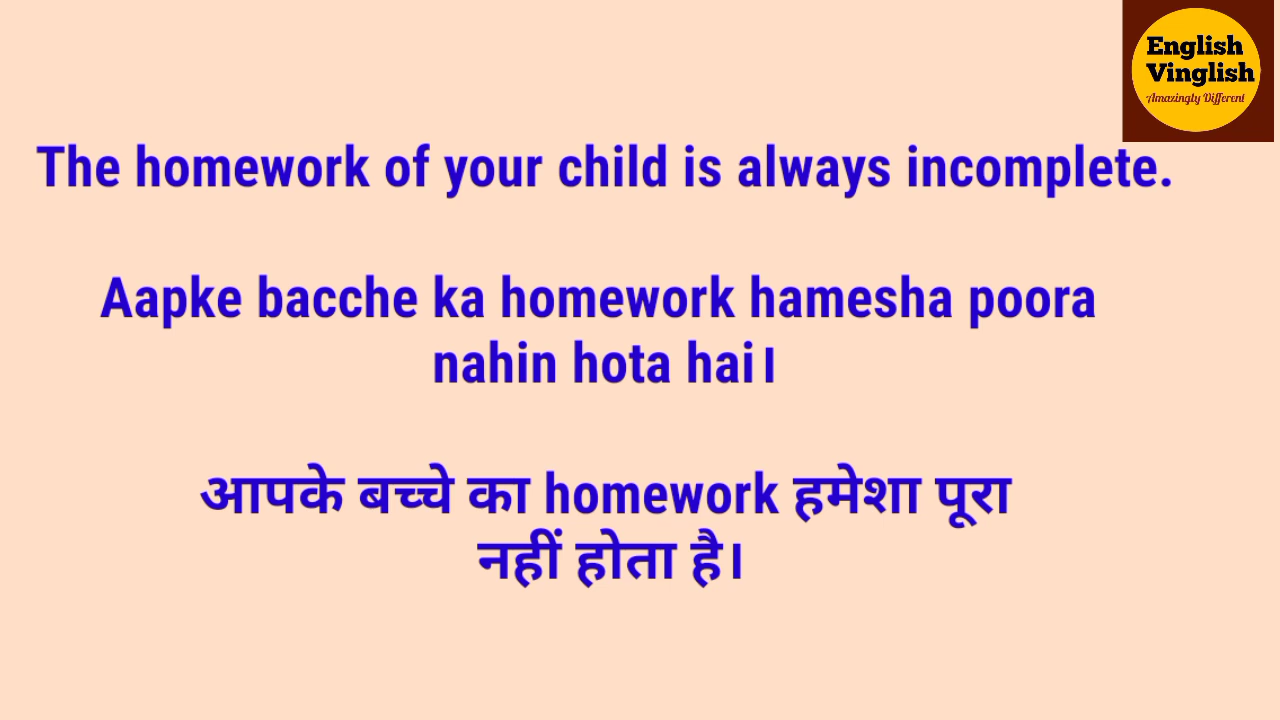 English
Vinglish
Amazingly Different
The homework of your child is always incomplete.
Aapke bacche ka homework hamesha poora
nahin hota hai।
आपके बच्चे का homework हमेशा पूरा
नहीं होता है।